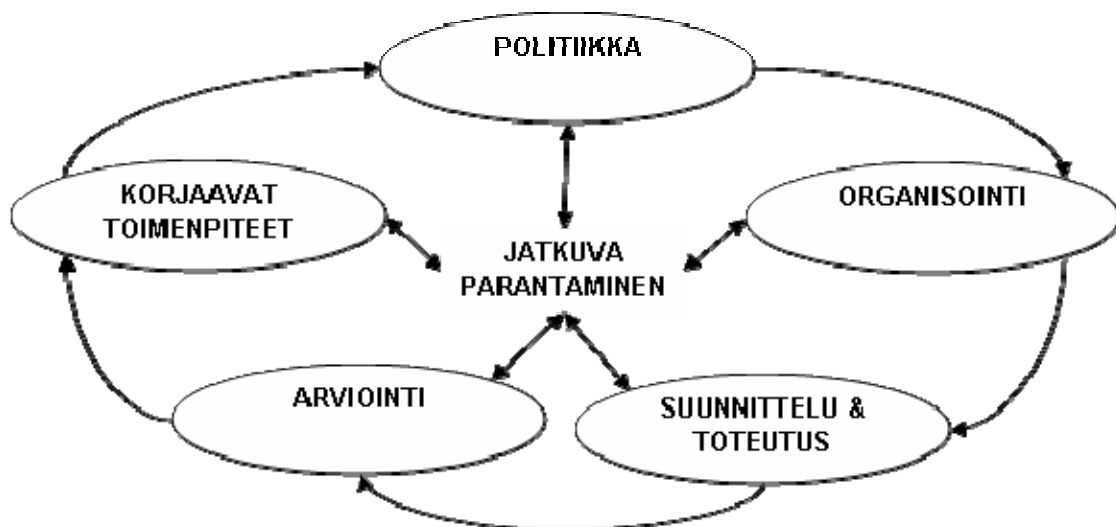 POLITIIKKA
KORJAAVAT
TOIMENPITEET
ORGANISOINTI
JATKUVA
PARANTAMINEN
ARVIOINTI
SUUNNITTELU &
TOTEUTUS